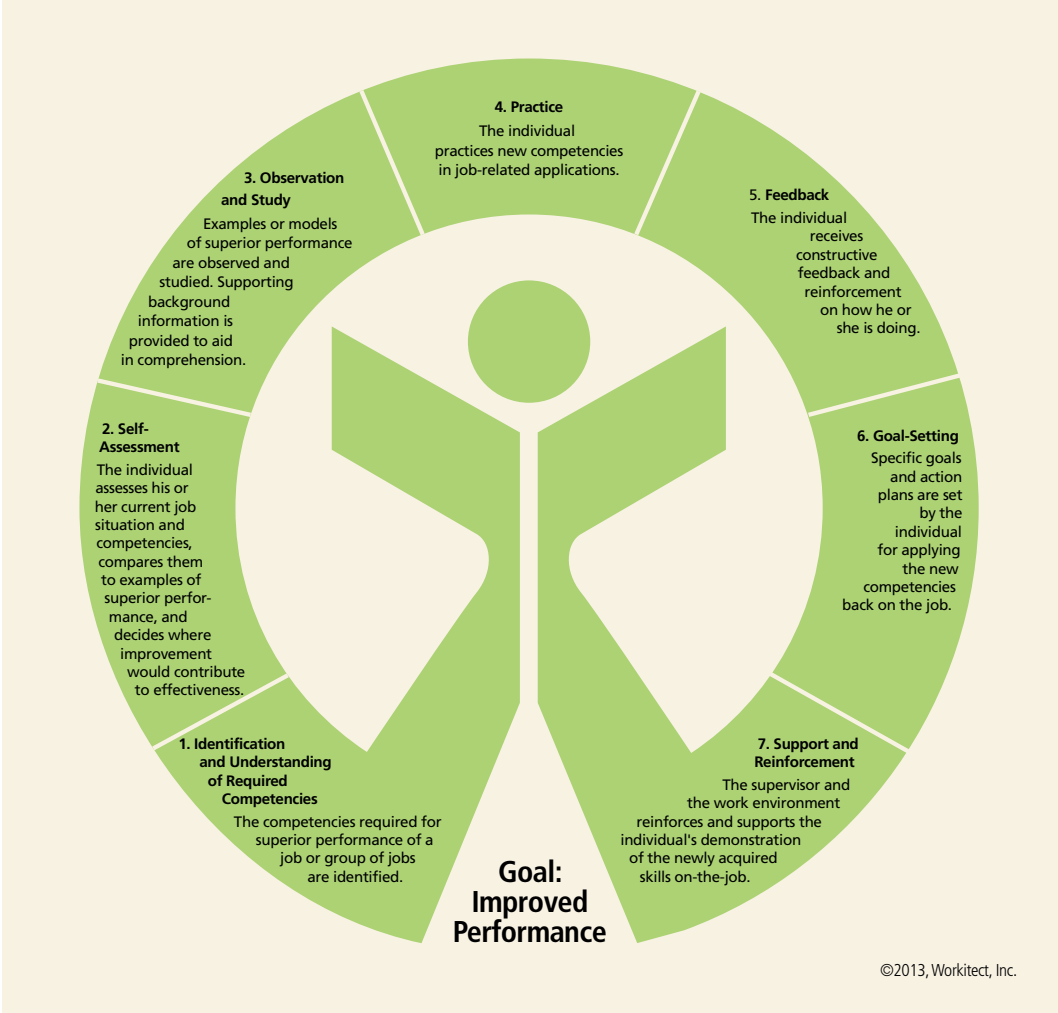 1. Identification
and Understanding
of Required
Competencies
The competencies required for
superior performance of a
job or group of jobs
are identified.
2. Self-
Assessment
The individual
assesses his or
her current job
situation and
competencies,
compares them
to examples of
superior perfor-
mance, and
decides where
improvement
would contribute
to effectiveness.
3. Observation
and Study
Examples or models
of superior performance
are observed and
studied. Supporting
background
information is
provided to aid
in comprehension.
4. Practice
The individual
practices new competencies
in job-related applications.
5. Feedback
The individual
receives
constructive
feedback and
reinforcement
on how he or
she is doing.
6. Goal-Setting
Specific goals
and action
plans are set
by the
individual
for applying
the new
competencies
back on the job.
7. Support and
Reinforcement
The supervisor and
the work environment
reinforces and supports the
individual's demonstration
of the newly acquired
skills on-the-job.
Goal:
Improved
Performance
©2013, Workitect, Inc.